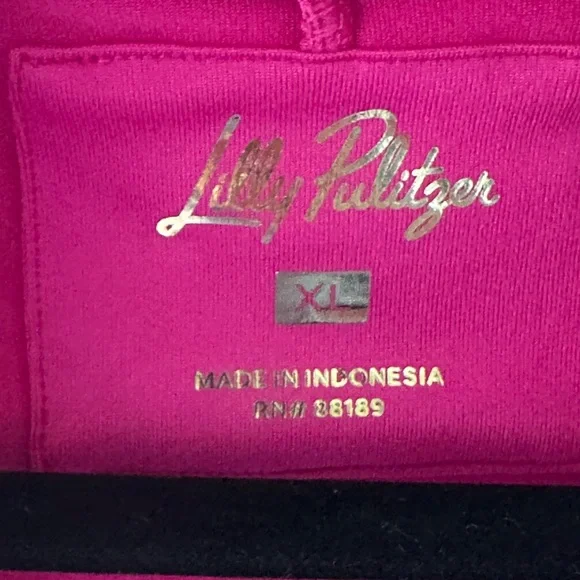 Lilly Pulitzer
XL
MADE IN INDONESIA
RN# 88189